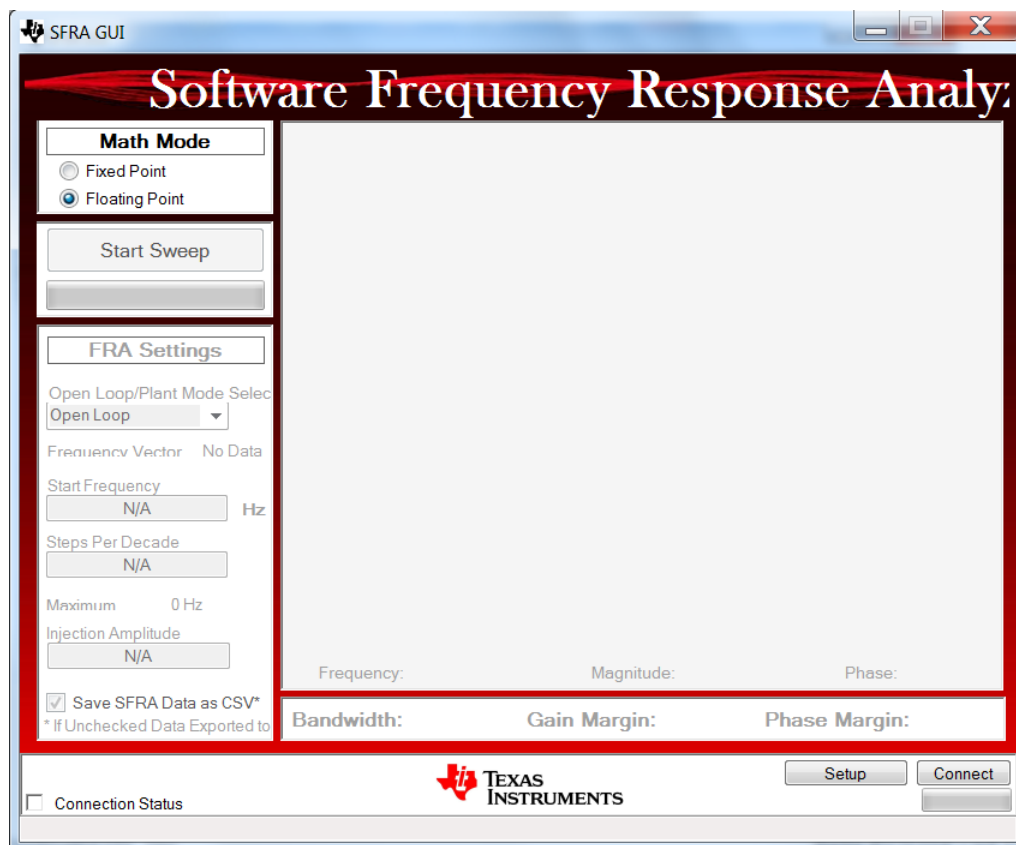 SFRA GUI
Software Frequency Response Analyz
Math Mode
Fixed Point
Floating Point
Start Sweep
FRA Settings
Open Loop/Plant Mode Selec
Open Loop
Frequency Vector No Data
Start Frequency
N/A Hz
Steps Per Decade
N/A
Maximum 0 Hz
Injection Amplitude
N/A
Save SFRA Data as CSV*
* If Unchecked Data Exported to
Frequency: Magnitude: Phase:
Bandwidth: Gain Margin: Phase Margin:
Connection Status
TEXAS
INSTRUMENTS
Setup Connect